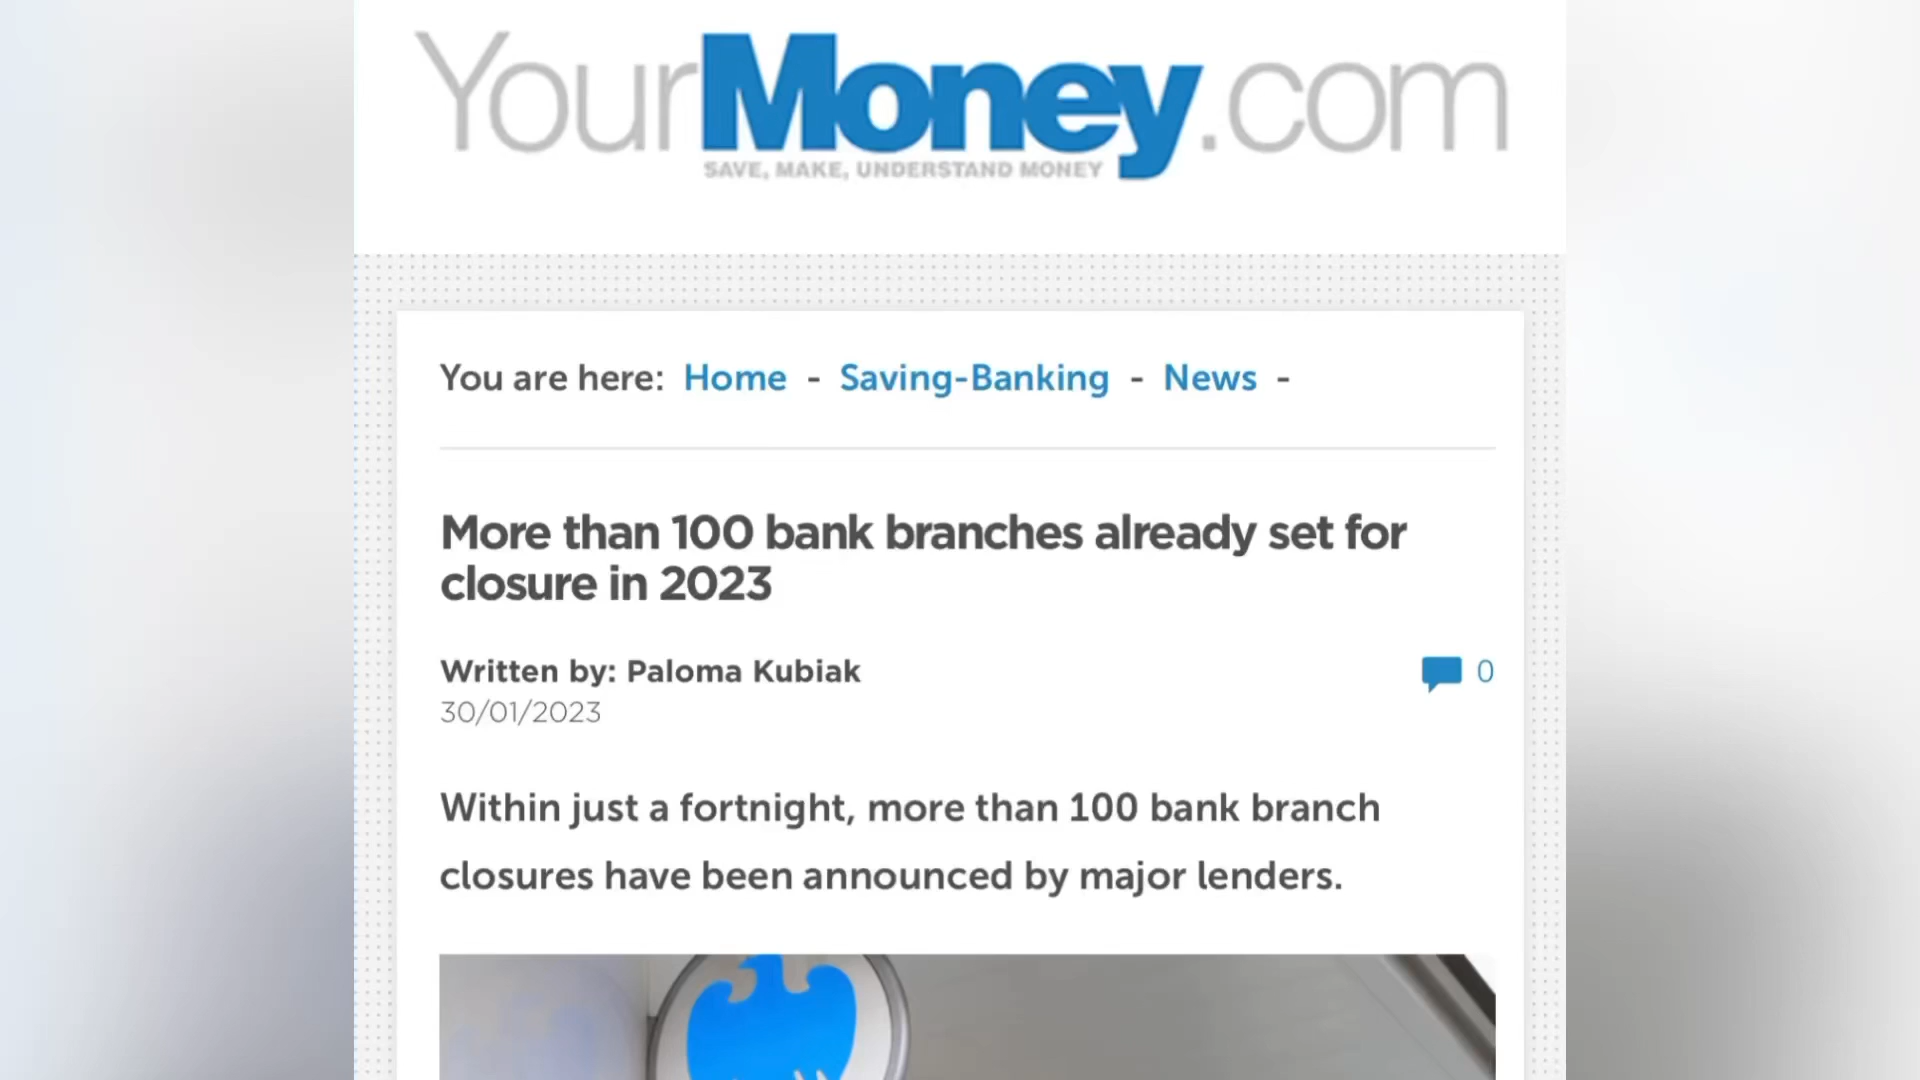 YourMoney.com
SAVE, MAKE, UNDERSTAND MONEY
You are here: Home - Saving-Banking - News -
More than 100 bank branches already set for
closure in 2023
Written by: Paloma Kubiak
0
30/01/2023
Within just a fortnight, more than 100 bank branch
closures have been announced by major lenders.